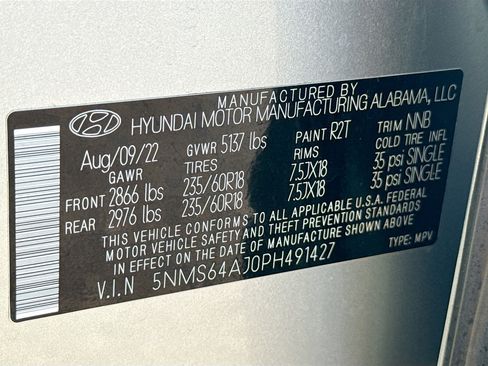 MANUFACTURED BY
HYUNDAI MOTOR MANUFACTURING ALABAMA, LLC
Aug/09/22 GVWR 5137 lbs PAINT R2T TRIM NNB
GAWR TIRES COLD TIRE INFL
FRONT 2866 lbs 235/60R18 7.5JX18 35 psi SINGLE
REAR 2976 lbs 235/60R18 7.5JX18 35 psi SINGLE
THIS VEHICLE CONFORMS TO ALL APPLICABLE U.S.A. FEDERAL
MOTOR VEHICLE SAFETY AND THEFT PREVENTION STANDARDS
IN EFFECT ON THE DATE OF MANUFACTURE SHOWN ABOVE.
V.I.N 5NMS64AJ0PH491427 TYPE: MPV